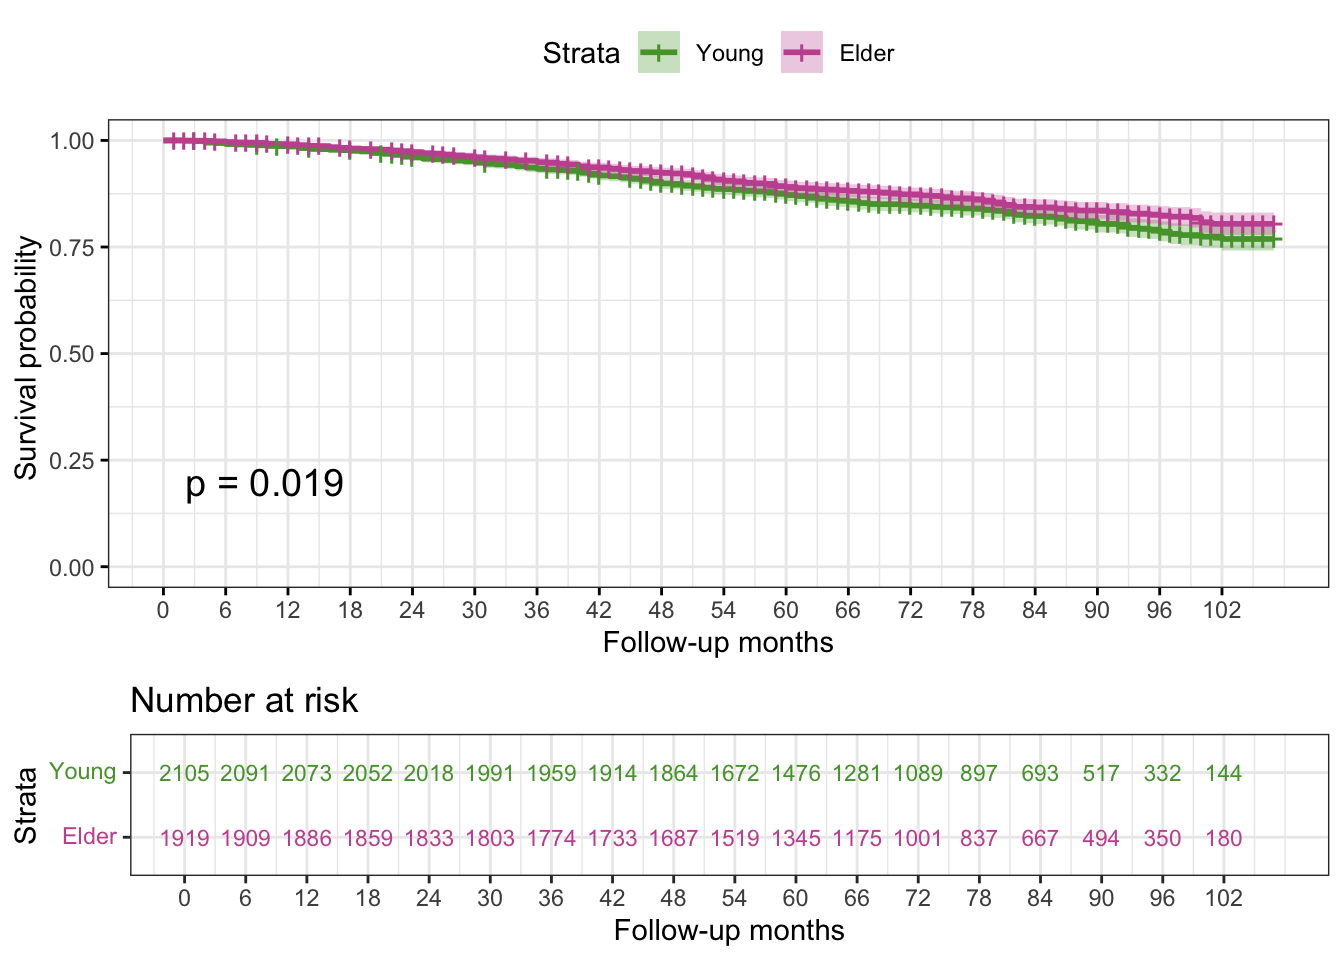 Strata Young Elder
1.00
0.75
0.50
0.25
0.00
Survival probability
p = 0.019
0 6 12 18 24 30 36 42 48 54 60 66 72 78 84 90 96 102
Follow-up months
Number at risk
Strata
Young 2105 2091 2073 2052 2018 1991 1959 1914 1864 1672 1476 1281 1089 897 693 517 332 144
Elder 1919 1909 1886 1859 1833 1803 1774 1733 1687 1519 1345 1175 1001 837 667 494 350 180
0 6 12 18 24 30 36 42 48 54 60 66 72 78 84 90 96 102
Follow-up months